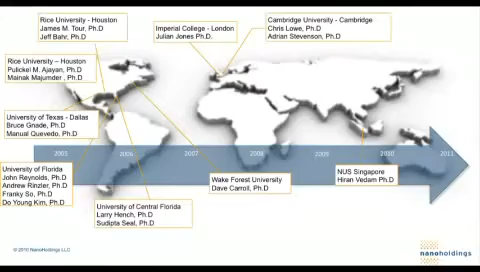 Rice University - Houston
James M. Tour, Ph.D
Jeff Bahr, Ph.D
Imperial College - London
Julian Jones Ph.D.
Cambridge University - Cambridge
Chris Lowe, Ph.D
Adrian Stevenson, Ph.D
Rice University – Houston
Pulickel M. Ajayan, Ph.D
Mainak Majumder, Ph.D
University of Texas - Dallas
Bruce Gnade, Ph.D
Manual Quevedo, Ph.D
2005
2006
2007
2008
2009
2010
2011
University of Florida
John Reynolds, Ph.D
Andrew Rinzler, Ph.D
Franky So, Ph.D
Do Young Kim, Ph.D
Wake Forest University
Dave Carroll, Ph.D
NUS Singapore
Hiran Vedam Ph.D
University of Central Florida
Larry Hench, Ph.D
Sudipta Seal, Ph.D
© 2010 NanoHoldings LLC
nanoholdings